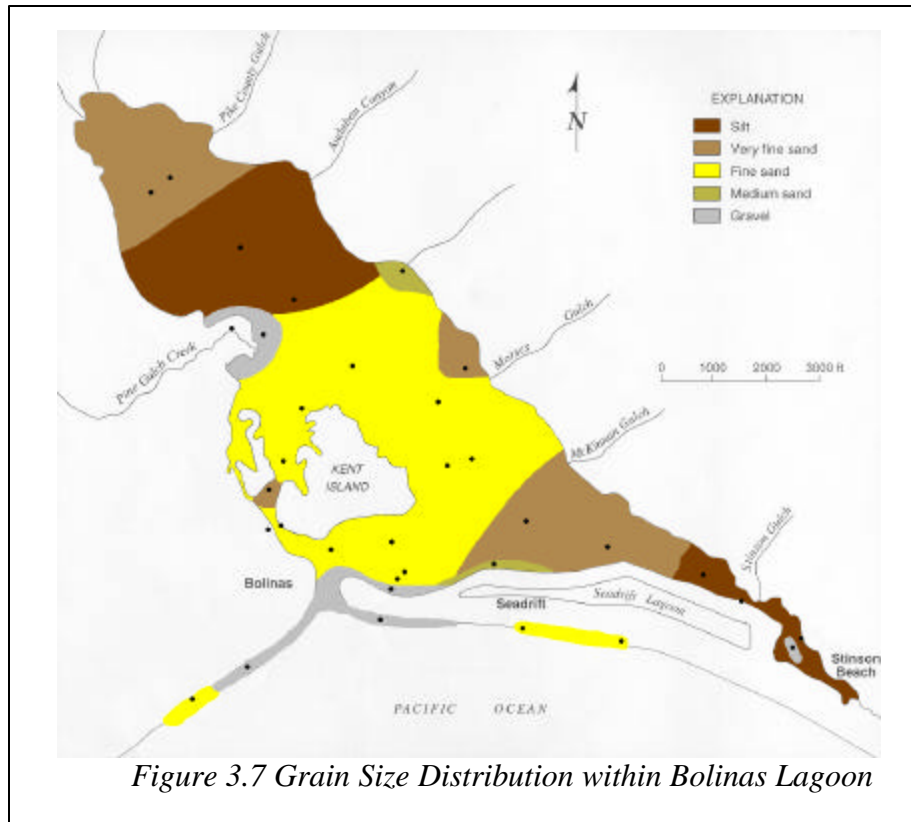 Pike County Gulch
Audubon Canyon
N
EXPLANATION
Silt
Very fine sand
Fine sand
Medium sand
Gravel
Morses Gulch
Pine Gulch Creek
0 1000 2000 3000 ft
McKinnan Gulch
KENT
ISLAND
Stinson Gulch
Bolinas
Seadrift
Seadrift Lagoon
Stinson
Beach
PACIFIC OCEAN
Figure 3.7 Grain Size Distribution within Bolinas Lagoon